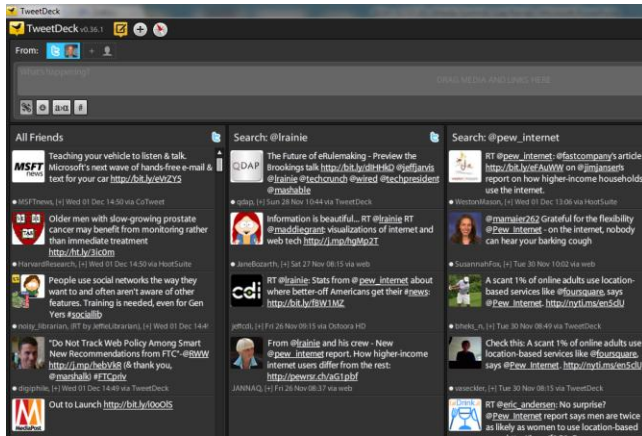 TweetDeck
TweetDeck v0.36.1
From:
What's happening?
DRAG MEDIA AND LINKS HERE
All Friends
Teaching your vehicle to listen & talk.
Microsoft's next wave of hands-free e-mail &
text for your car http://bit.ly/eVrZY5
MSFTnews, [+] Wed 01 Dec 14:50 via CoTweet
Older men with slow-growing prostate
cancer may benefit from monitoring rather
than immediate treatment
http://ht.ly/3ic0m
HarvardResearch, [+] Wed 01 Dec 14:50 via HootSuite
People use social networks the way they
want to and often aren't aware of other
features. Training is needed, even for Gen
Yers #sociallib
noisy_librarian, (RT by JeffieLibrarian), [+] Wed 01 Dec 14:4
"Do Not Track Web Policy Among Smart
New Recommendations from FTC"-@RWW
http://j.mp/hebVkR (& thank you,
@marshalk) #FTCpriv
digiphile, [+] Wed 01 Dec 14:49 via TweetDeck
MediaPost
Out to Launch http://bit.ly/l0oOlS
Search: @lrainie
QDAP
The Future of eRulemaking - Preview the
Brookings talk http://bit.ly/dIHHkD @jeffjarvis
@lrainie @techcrunch @wired @techpresident
@mashable
qdap, [+] Sun 28 Nov 10:44 via TweetDeck
Information is beautiful... RT @lrainie RT
@maddiegrant: visualizations of internet and
web tech http://j.mp/hgMp2T
JaneBozarth, [+] Sat 27 Nov 08:15 via web
cdi
RT @lrainie: Stats from @pew_internet about
where better-off Americans get their #news:
http://bit.ly/fBW1MZ
jeffcdi, [+] Fri 26 Nov 09:15 via Ostoora HD
From @lrainie and his crew - New
@pew_internet report. How higher-income
internet users differ from the rest:
http://pewrsr.ch/aG1pbf
JANNAQ, [+] Fri 26 Nov 08:37 via web
Search: @pew_internet
RT @pew_internet: @fastcompany's article
http://bit.ly/eFAuWW on @jimjansen's
report on how higher-income households
use the internet.
WestonMason, [+] Wed 01 Dec 13:06 via HootSuite
@mamaier262 Grateful for the flexibility
@Pew_Internet - on the internet, nobody
can hear your barking cough
SusannahFox, [+] Tue 30 Nov 10:02 via web
A scant 1% of online adults use location-
based services like @foursquare, says
@Pew_Internet. http://nyti.ms/en5clU
bheks_n, [+] Tue 30 Nov 08:49 via TweetDeck
Check this: A scant 1% of online adults use
location-based services like @foursquare,
says @Pew_Internet. http://nyti.ms/en5clU
vaseckler, [+] Tue 30 Nov 08:15 via TweetDeck
RT @eric_andersen: No surprise?
@Pew_Internet report says men are twice
as likely as women to use location-based